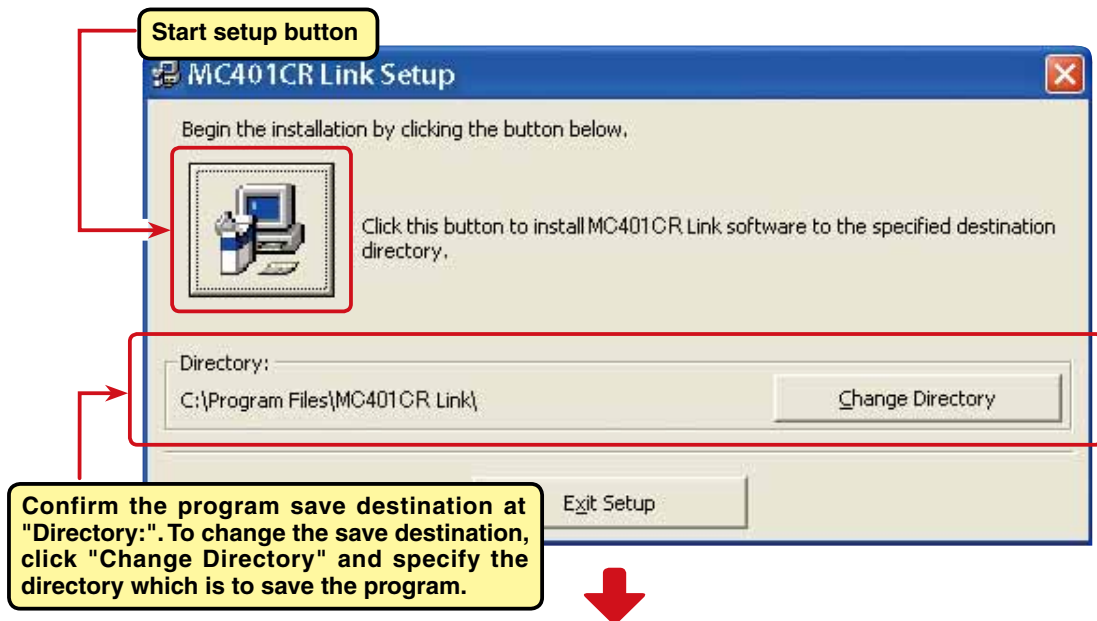 Start setup button
MC401CR Link Setup
Begin the installation by clicking the button below.
Click this button to install MC401CR Link software to the specified destination
directory.
Directory:
C:\Program Files\MC401CR Link\
Change Directory
Exit Setup
Confirm the program save destination at
"Directory:". To change the save destination,
click "Change Directory" and specify the
directory which is to save the program.